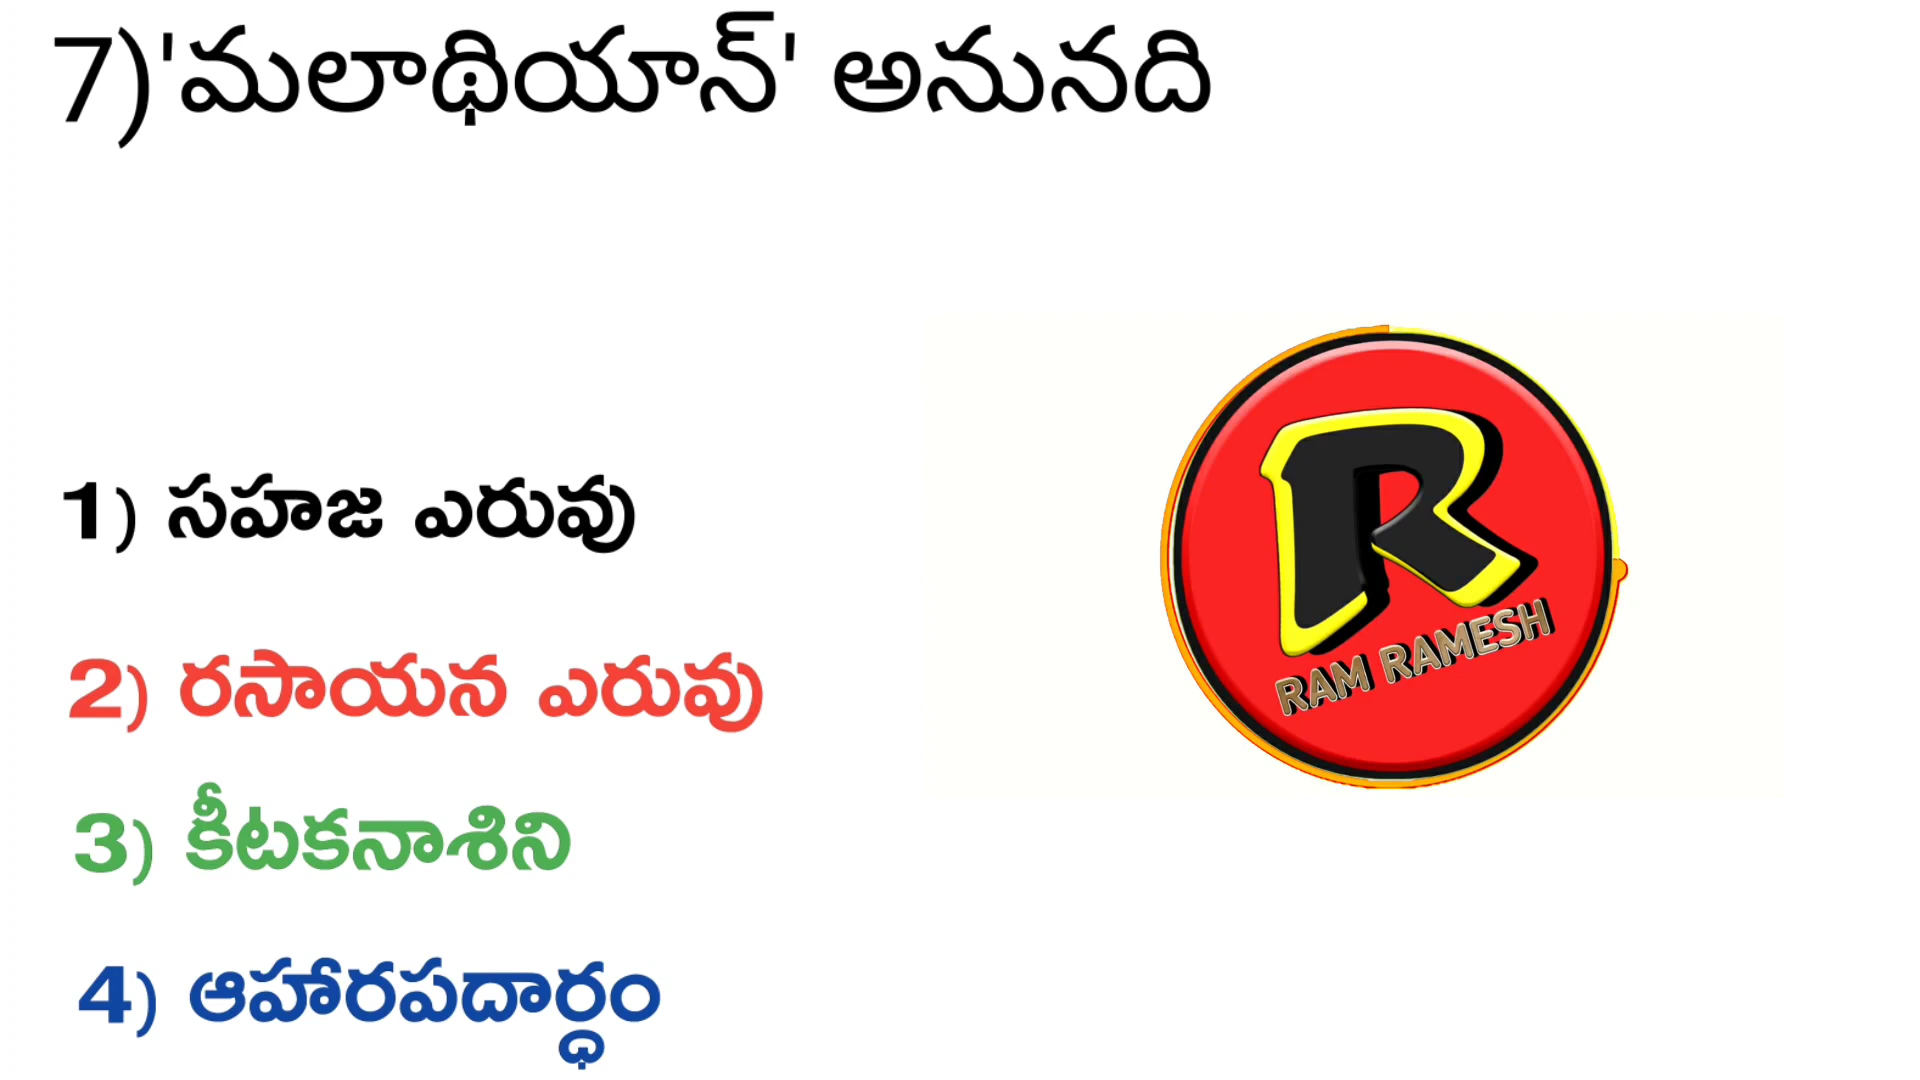 7)'మలాథియాన్' అనునది
1) సహజ ఎరువు
2) రసాయన ఎరువు
3) కీటకనాశిని
4) ఆహారపదార్ధం
R
RAM RAMESH